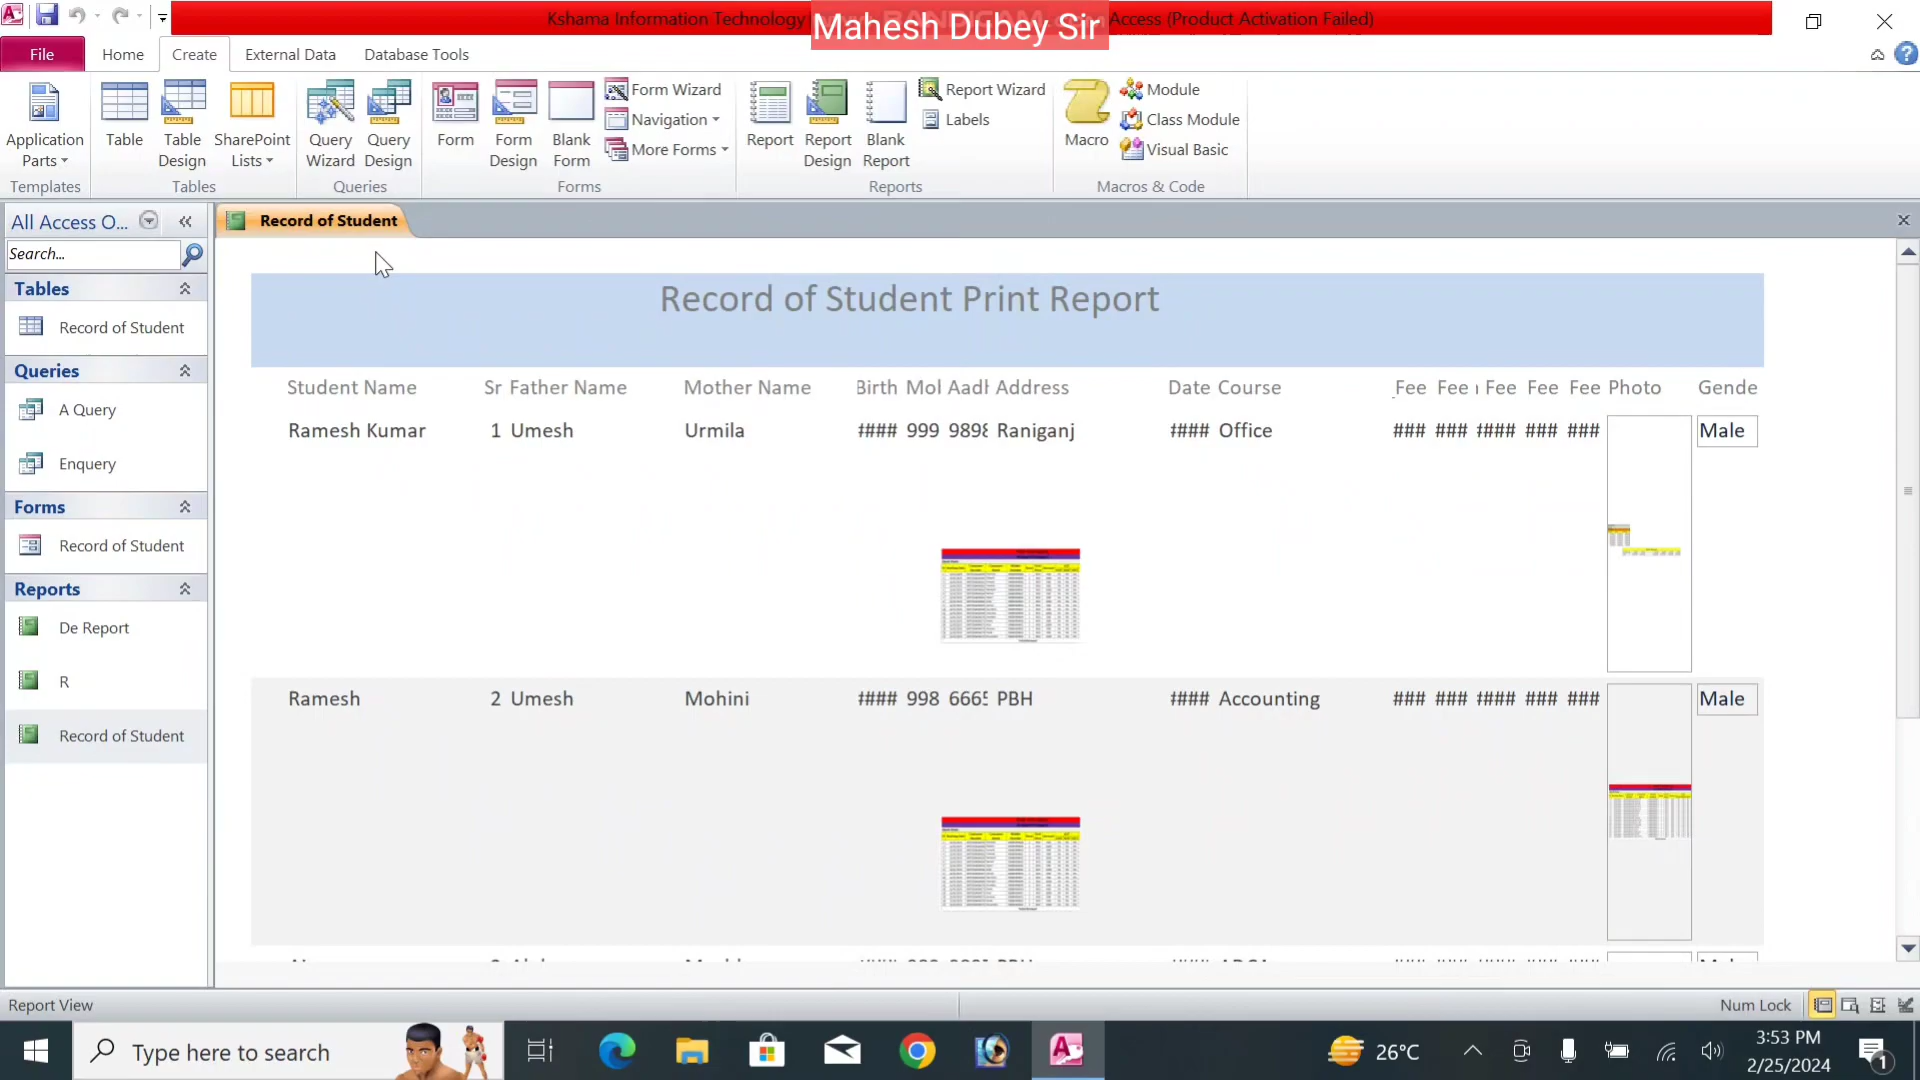 Kshama Information Technology
Access (Product Activation Failed)
Mahesh Dubey Sir
File
Home
Create
External Data
Database Tools
Application Parts
Table
Table Design
SharePoint Lists
Query Wizard
Query Design
Form
Form Design
Blank Form
Form Wizard
Navigation
More Forms
Report
Report Design
Blank Report
Report Wizard
Labels
Macro
Module
Class Module
Visual Basic
Templates
Tables
Queries
Forms
Reports
Macros & Code
All Access O...
Search...
Tables
Record of Student
Queries
A Query
Enquery
Forms
Record of Student
Reports
De Report
R
Record of Student
Record of Student
Record of Student Print Report
Student Name Sr Father Name Mother Name Birth Mol Aadl Address Date Course Fee Fee Fee Fee Fee Photo Gende
Ramesh Kumar 1 Umesh Urmila #### 999 9898 Raniganj #### Office ### ### #### ### ### Male
Ramesh 2 Umesh Mohini #### 998 6665 PBH #### Accounting ### ### #### ### ### Male
Report View
Num Lock
Type here to search
26°C
3:53 PM
2/25/2024
1